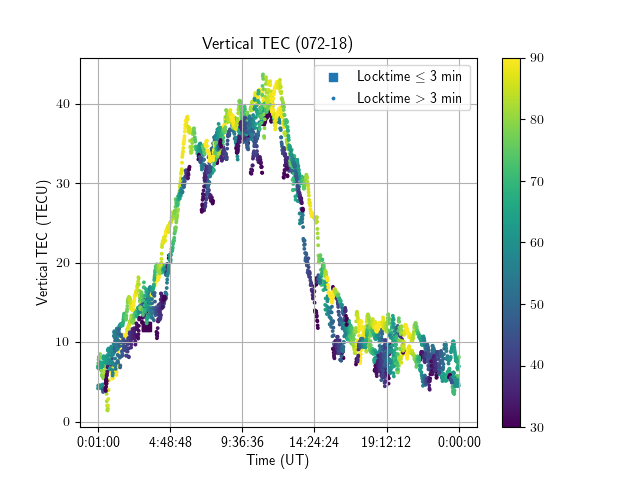 Vertical TEC (072-18)
Locktime ≤ 3 min
Locktime > 3 min
Vertical TEC (TECU)
40
30
20
10
0
0:01:00 4:48:48 9:36:36 14:24:24 19:12:12 0:00:00
Time (UT)
90
80
70
60
50
40
30